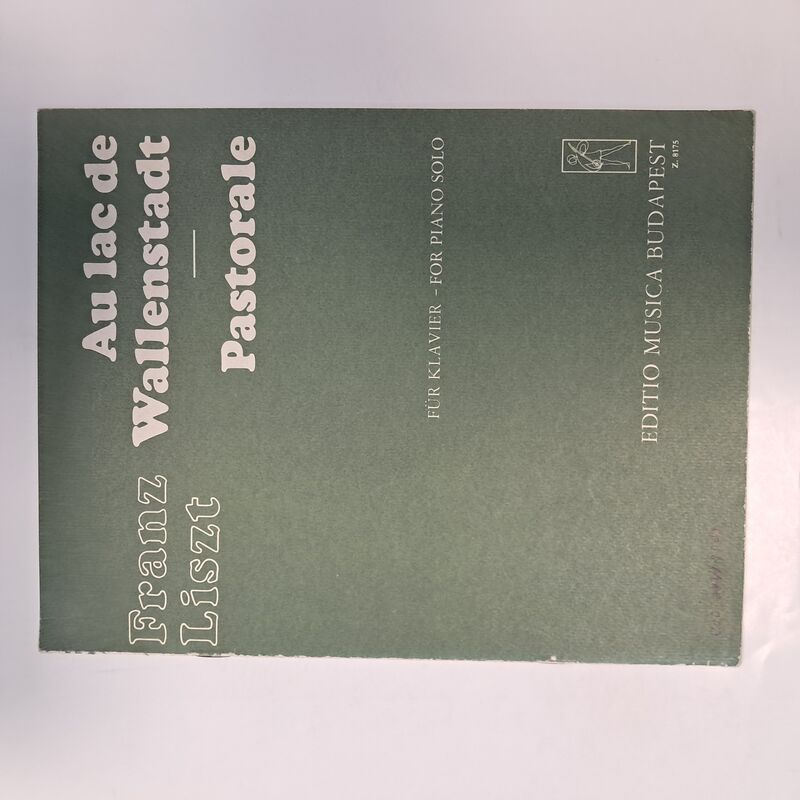 Franz
Liszt
Au lac de
Wallenstadt
Pastorale
FÜR KLAVIER – FOR PIANO SOLO
EDITIO MUSICA BUDAPEST
Z. 8175